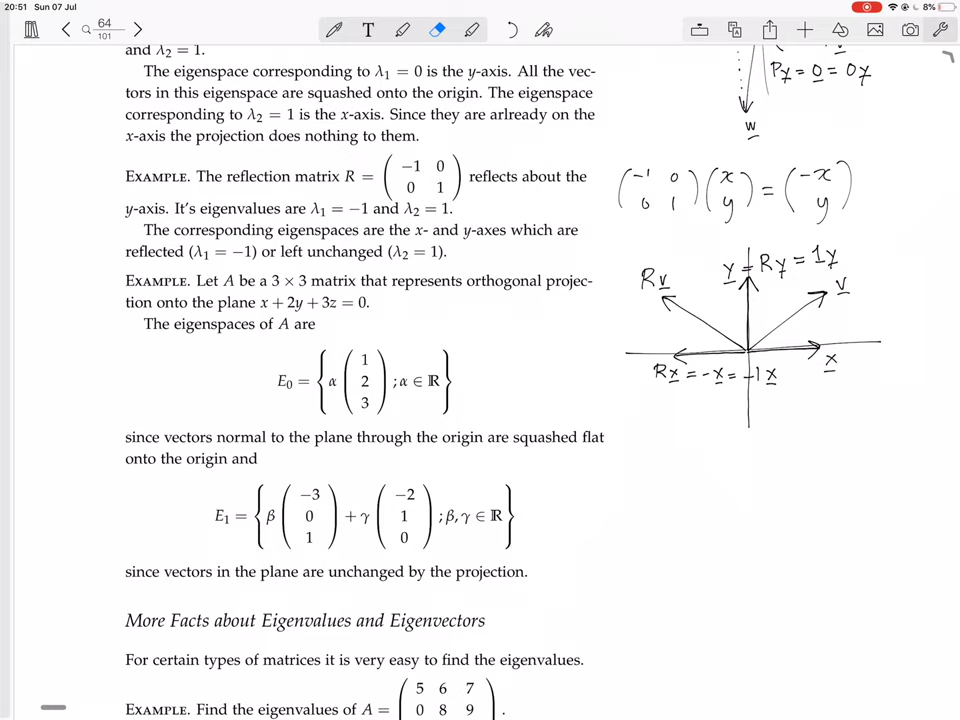 20:51 Sun 07 Jul
8%
64
101
T
and λ₂ = 1.
The eigenspace corresponding to λ₁ = 0 is the y-axis. All the vec-
tors in this eigenspace are squashed onto the origin. The eigenspace
corresponding to λ₂ = 1 is the x-axis. Since they are arlready on the
x-axis the projection does nothing to them.
EXAMPLE. The reflection matrix R = ( −1 0 ; 0 1 ) reflects about the
y-axis. It's eigenvalues are λ₁ = −1 and λ₂ = 1.
The corresponding eigenspaces are the x- and y-axes which are
reflected (λ₁ = −1) or left unchanged (λ₂ = 1).
EXAMPLE. Let A be a 3 × 3 matrix that represents orthogonal projec-
tion onto the plane x + 2y + 3z = 0.
The eigenspaces of A are
E₀ = { α ( 1 ; 2 ; 3 ) ; α ∈ ℝ }
since vectors normal to the plane through the origin are squashed flat
onto the origin and
E₁ = { β ( −3 ; 0 ; 1 ) + γ ( −2 ; 1 ; 0 ) ; β, γ ∈ ℝ }
since vectors in the plane are unchanged by the projection.
More Facts about Eigenvalues and Eigenvectors
For certain types of matrices it is very easy to find the eigenvalues.
EXAMPLE. Find the eigenvalues of A = ( 5 6 7 ; 0 8 9 ) .
Py = 0 = 0y
w
( -1 0 ; 0 1 ) ( x ; y ) = ( -x ; y )
y = Ry = 1y
Rv
v
Rx = -x = -1x
x